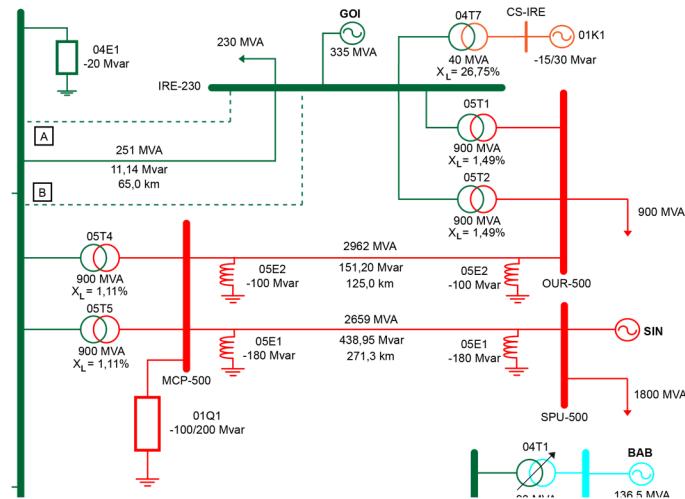 GOI
335 MVA
04T7
CS-IRE
01K1
40 MVA
X_L = 26,75%
-15/30 Mvar
04E1
-20 Mvar
230 MVA
IRE-230
A
05T1
900 MVA
X_L = 1,49%
251 MVA
11,14 Mvar
65,0 km
B
05T2
900 MVA
X_L = 1,49%
900 MVA
OUR-500
05T4
900 MVA
X_L = 1,11%
2962 MVA
151,20 Mvar
125,0 km
05E2
-100 Mvar
05E2
-100 Mvar
05T5
900 MVA
X_L = 1,11%
2659 MVA
438,95 Mvar
271,3 km
05E1
-180 Mvar
05E1
-180 Mvar
SIN
MCP-500
1800 MVA
SPU-500
01Q1
-100/200 Mvar
04T1
BAB
136,5 MVA